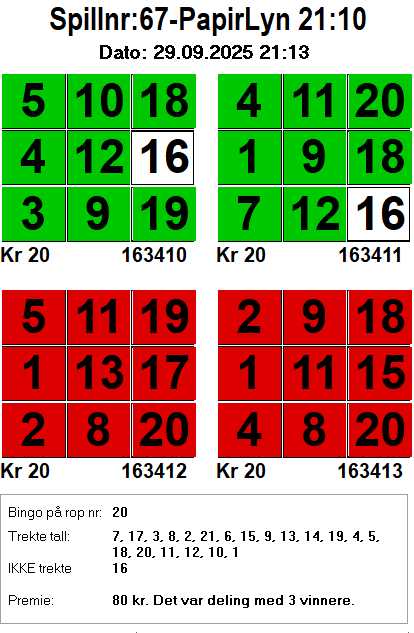 Spillnr:67-PapirLyn 21:10
Dato: 29.09.2025 21:13
5 10 18 4 11 20
4 12 16 1 9 18
3 9 19 7 12 16
Kr 20 163410 Kr 20 163411
5 11 19 2 9 18
1 13 17 1 11 15
2 8 20 4 8 20
Kr 20 163412 Kr 20 163413
Bingo på rop nr: 20
Trekte tall: 7, 17, 3, 8, 2, 21, 6, 15, 9, 13, 14, 19, 4, 5,
18, 20, 11, 12, 10, 1
IKKE trekte 16
Premie: 80 kr. Det var deling med 3 vinnere.